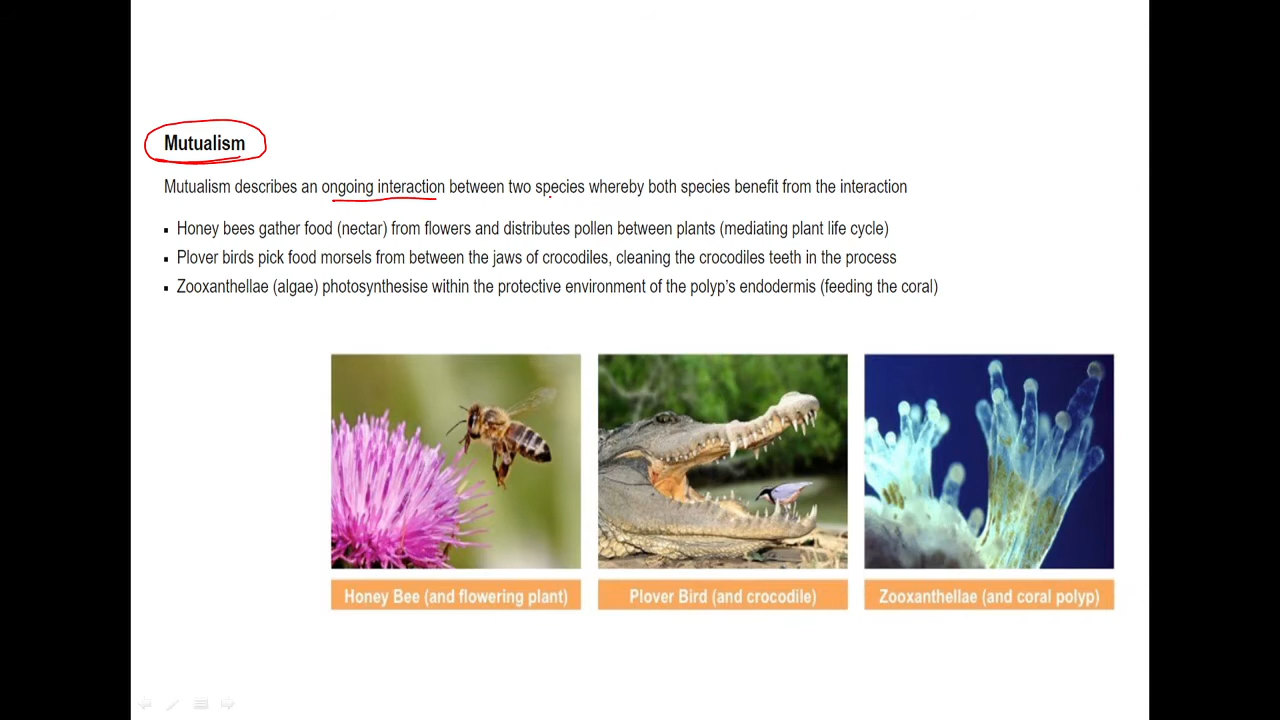 Mutualism
Mutualism describes an ongoing interaction between two species whereby both species benefit from the interaction
▪ Honey bees gather food (nectar) from flowers and distributes pollen between plants (mediating plant life cycle)
▪ Plover birds pick food morsels from between the jaws of crocodiles, cleaning the crocodiles teeth in the process
▪ Zooxanthellae (algae) photosynthesise within the protective environment of the polyp's endodermis (feeding the coral)
Honey Bee (and flowering plant)
Plover Bird (and crocodile)
Zooxanthellae (and coral polyp)